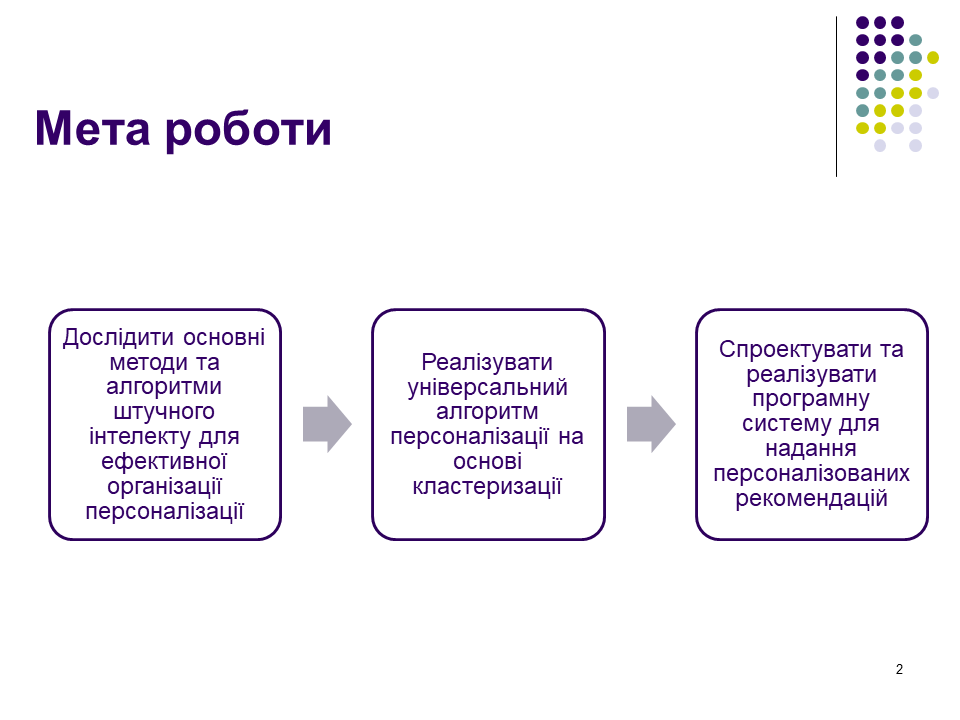 Мета роботи
Дослідити основні
методи та
алгоритми
штучного
інтелекту для
ефективної
організації
персоналізації
Реалізувати
універсальний
алгоритм
персоналізації на
основі
кластеризації
Спроектувати та
реалізувати
програмну
систему для
надання
персоналізованих
рекомендацій
2